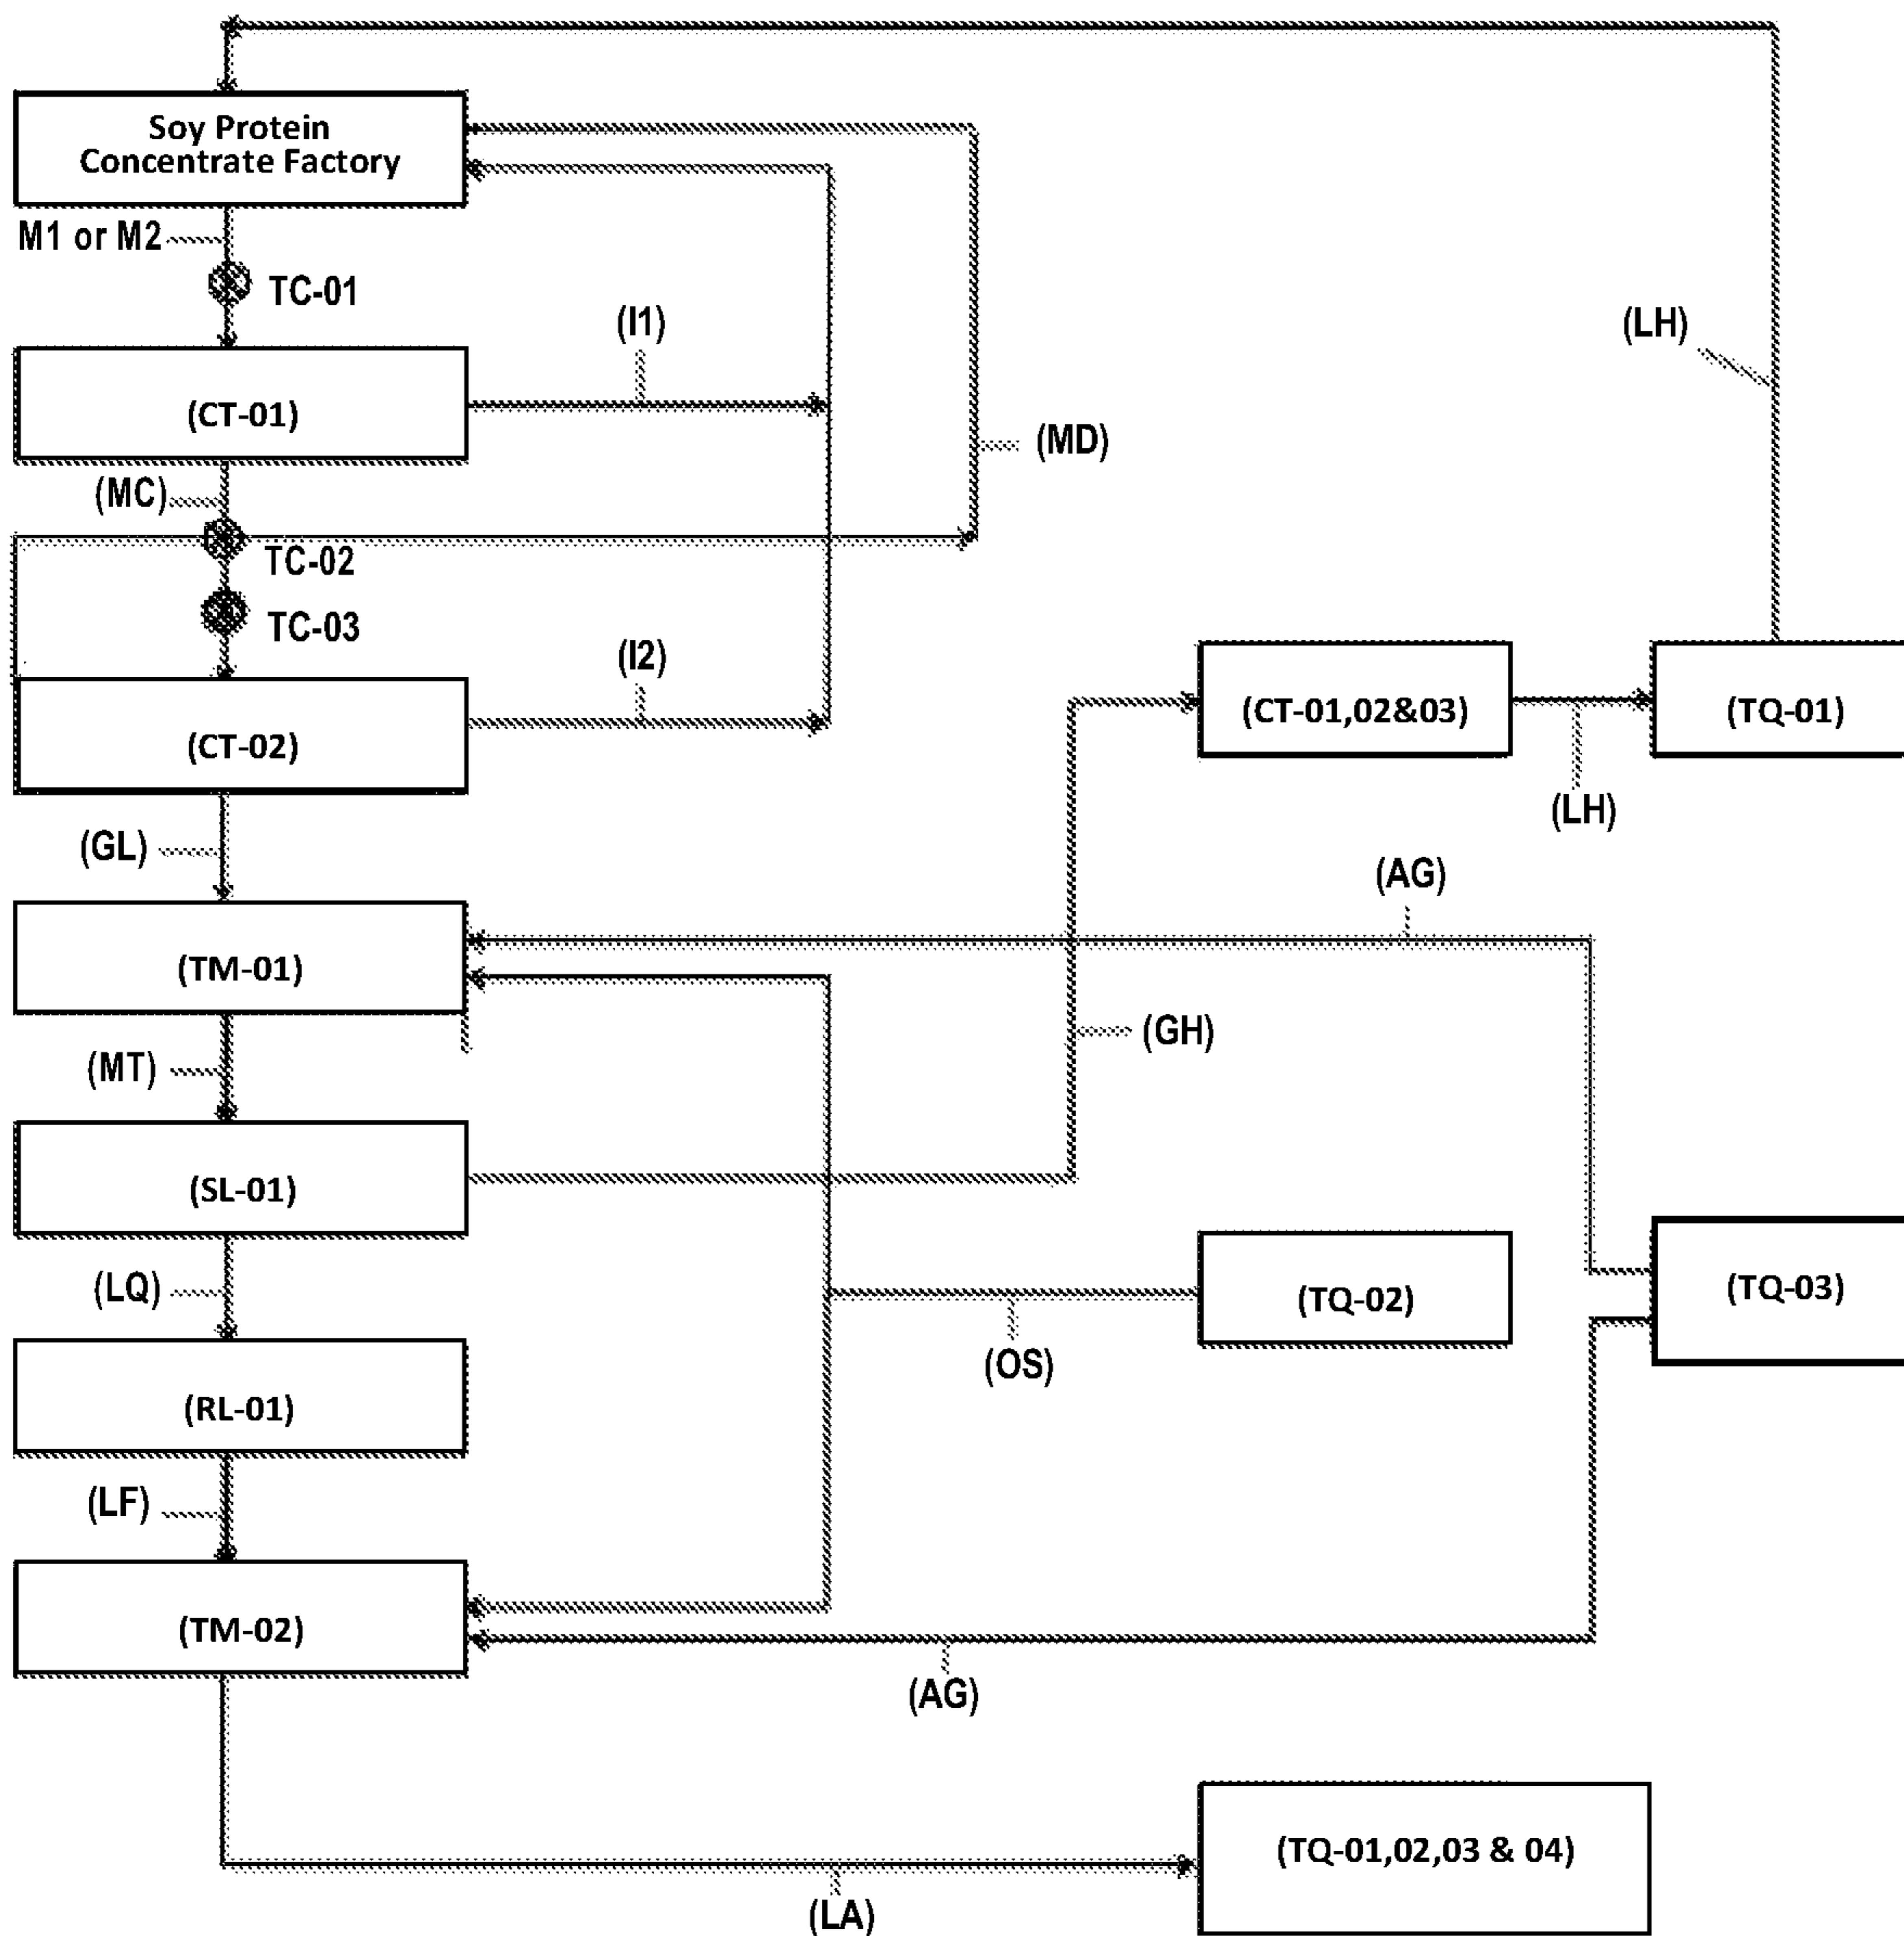 Soy Protein
Concentrate Factory
M1 or M2
TC-01
(I1)
(LH)
(CT-01)
(MD)
(MC)
TC-02
TC-03
(I2)
(CT-01,02&03)
(TQ-01)
(CT-02)
(LH)
(GL)
(AG)
(TM-01)
(GH)
(MT)
(SL-01)
(LQ)
(TQ-02)
(TQ-03)
(OS)
(RL-01)
(LF)
(TM-02)
(AG)
(TQ-01,02,03 & 04)
(LA)